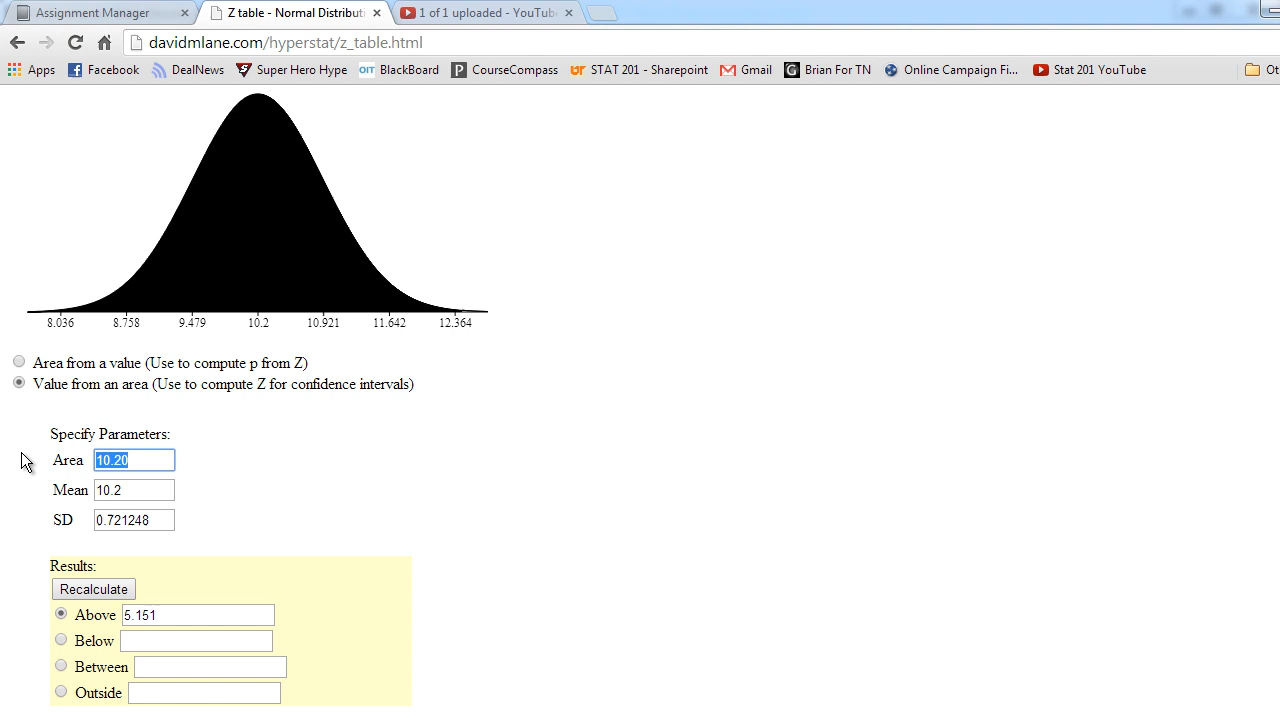 Assignment Manager × Z table - Normal Distributi × 1 of 1 uploaded - YouTub ×
davidmlane.com/hyperstat/z_table.html
Apps Facebook DealNews Super Hero Hype OIT BlackBoard P CourseCompass UT STAT 201 - Sharepoint Gmail G Brian For TN Online Campaign Fi... Stat 201 YouTube Ot
8.036 8.758 9.479 10.2 10.921 11.642 12.364
Area from a value (Use to compute p from Z)
Value from an area (Use to compute Z for confidence intervals)
Specify Parameters:
Area 10.20
Mean 10.2
SD 0.721248
Results:
Recalculate
Above 5.151
Below
Between
Outside